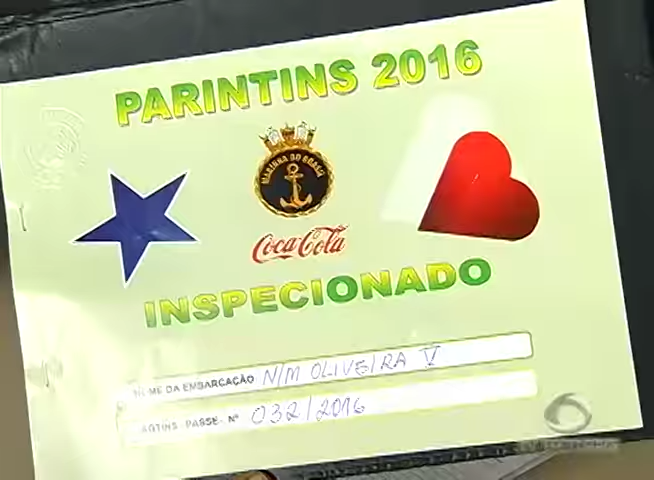 PARINTINS 2016
MARINHA DO BRASIL
Coca-Cola
INSPECIONADO
NOME DA EMBARCAÇÃO N/M OLIVEIRA V
PASSE- Nº 032/2016